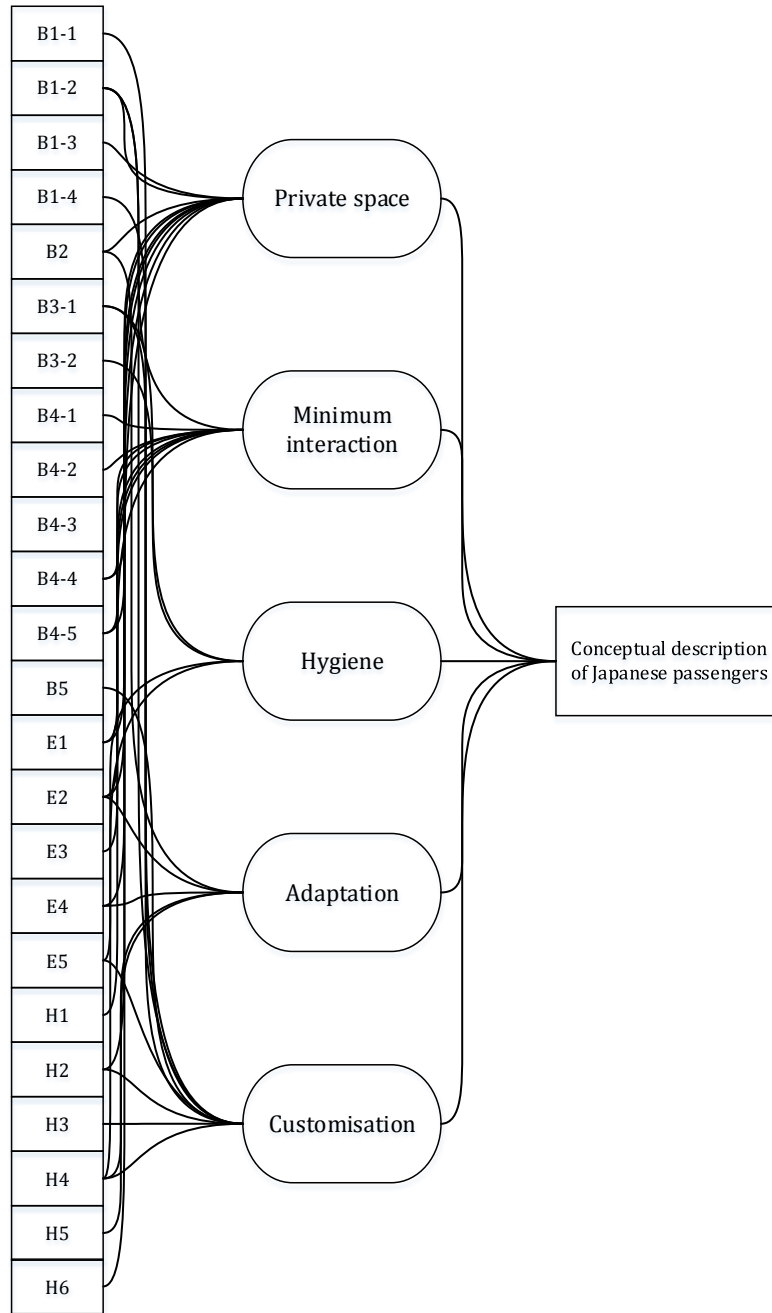 B1-1
B1-2
B1-3
B1-4
B2
B3-1
B3-2
B4-1
B4-2
B4-3
B4-4
B4-5
B5
E1
E2
E3
E4
E5
H1
H2
H3
H4
H5
H6
Private space
Minimum
interaction
Hygiene
Adaptation
Customisation
Conceptual description
of Japanese passengers